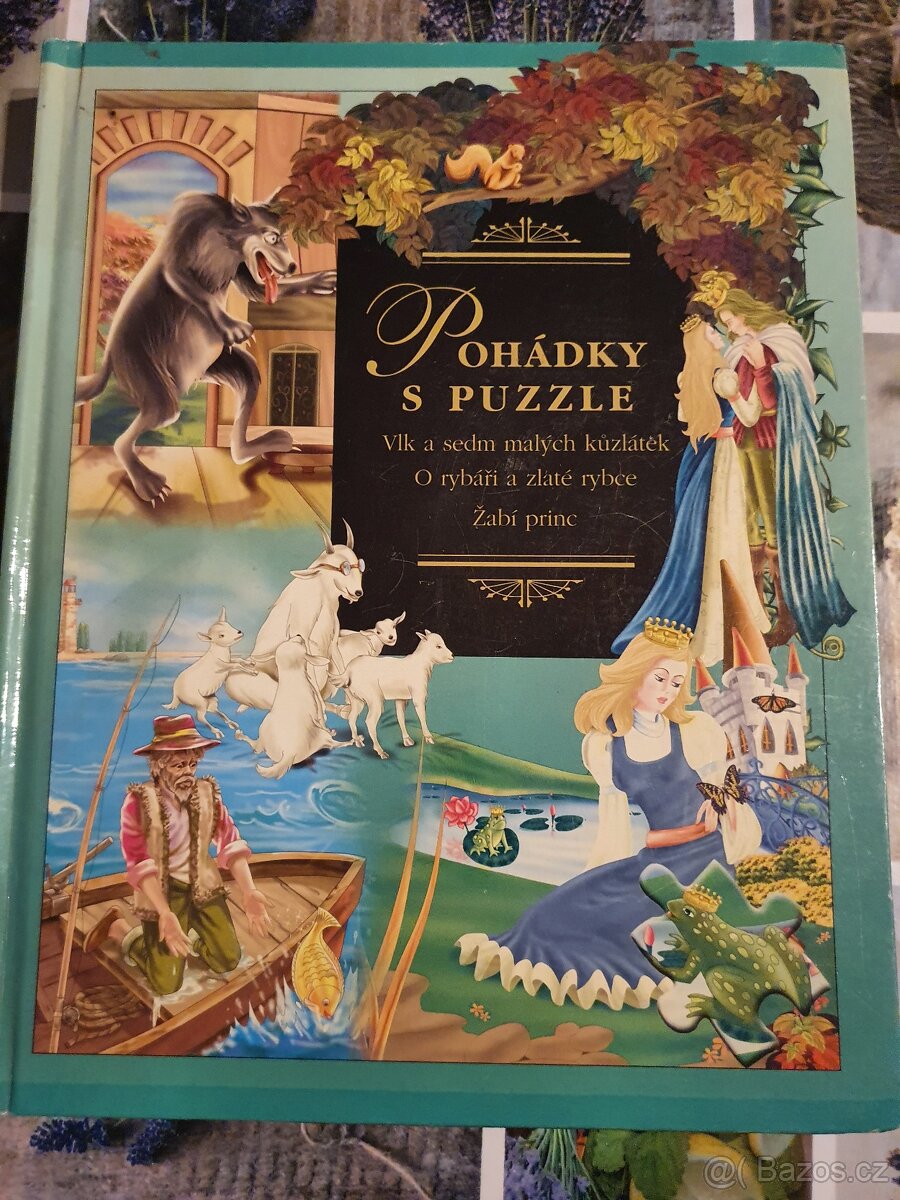 POHÁDKY
S PUZZLE
Vlk a sedm malých kůzlátek
O rybáři a zlaté rybce
Žabí princ
@( Bazos.cz